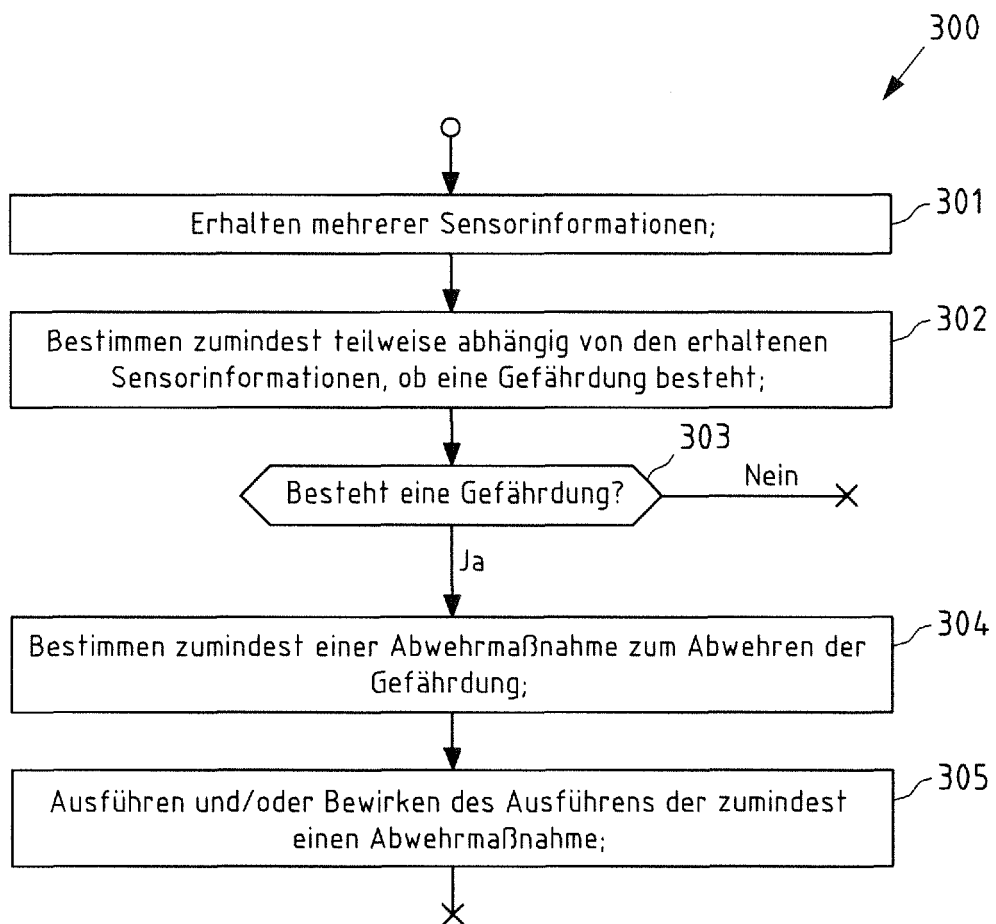 300
Erhalten mehrerer Sensorinformationen;
301
Bestimmen zumindest teilweise abhängig von den erhaltenen
Sensorinformationen, ob eine Gefährdung besteht;
302
Besteht eine Gefährdung?
303
Nein
Ja
Bestimmen zumindest einer Abwehrmaßnahme zum Abwehren der
Gefährdung;
304
Ausführen und/oder Bewirken des Ausführens der zumindest
einen Abwehrmaßnahme;
305